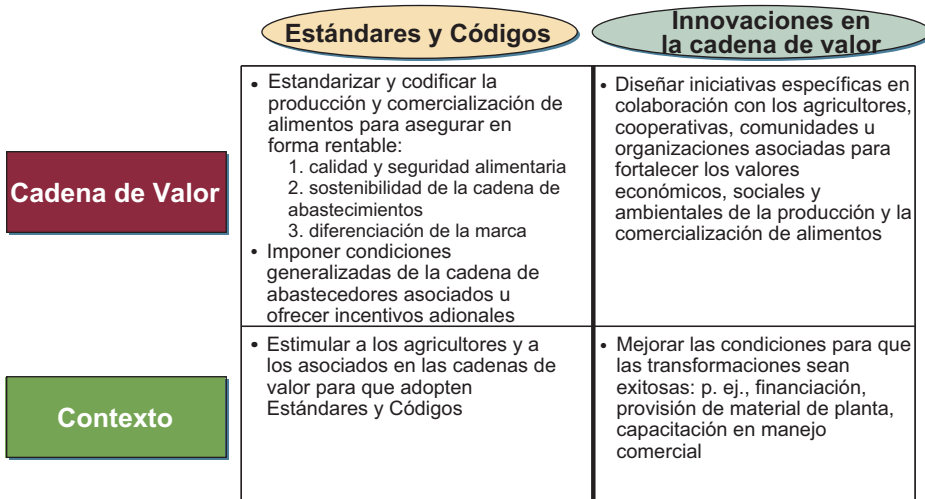 Estándares y Códigos
Innovaciones en
la cadena de valor
Cadena de Valor
• Estandarizar y codificar la
producción y comercialización de
alimentos para asegurar en
forma rentable:
1. calidad y seguridad alimentaria
2. sostenibilidad de la cadena de
abastecimientos
3. diferenciación de la marca
• Imponer condiciones
generalizadas de la cadena de
abastecedores asociados u
ofrecer incentivos adionales
• Diseñar iniciativas específicas en
colaboración con los agricultores,
cooperativas, comunidades u
organizaciones asociadas para
fortalecer los valores
económicos, sociales y
ambientales de la producción y la
comercialización de alimentos
Contexto
• Estimular a los agricultores y a
los asociados en las cadenas de
valor para que adopten
Estándares y Códigos
• Mejorar las condiciones para que
las transformaciones sean
exitosas: p. ej., financiación,
provisión de material de planta,
capacitación en manejo
comercial